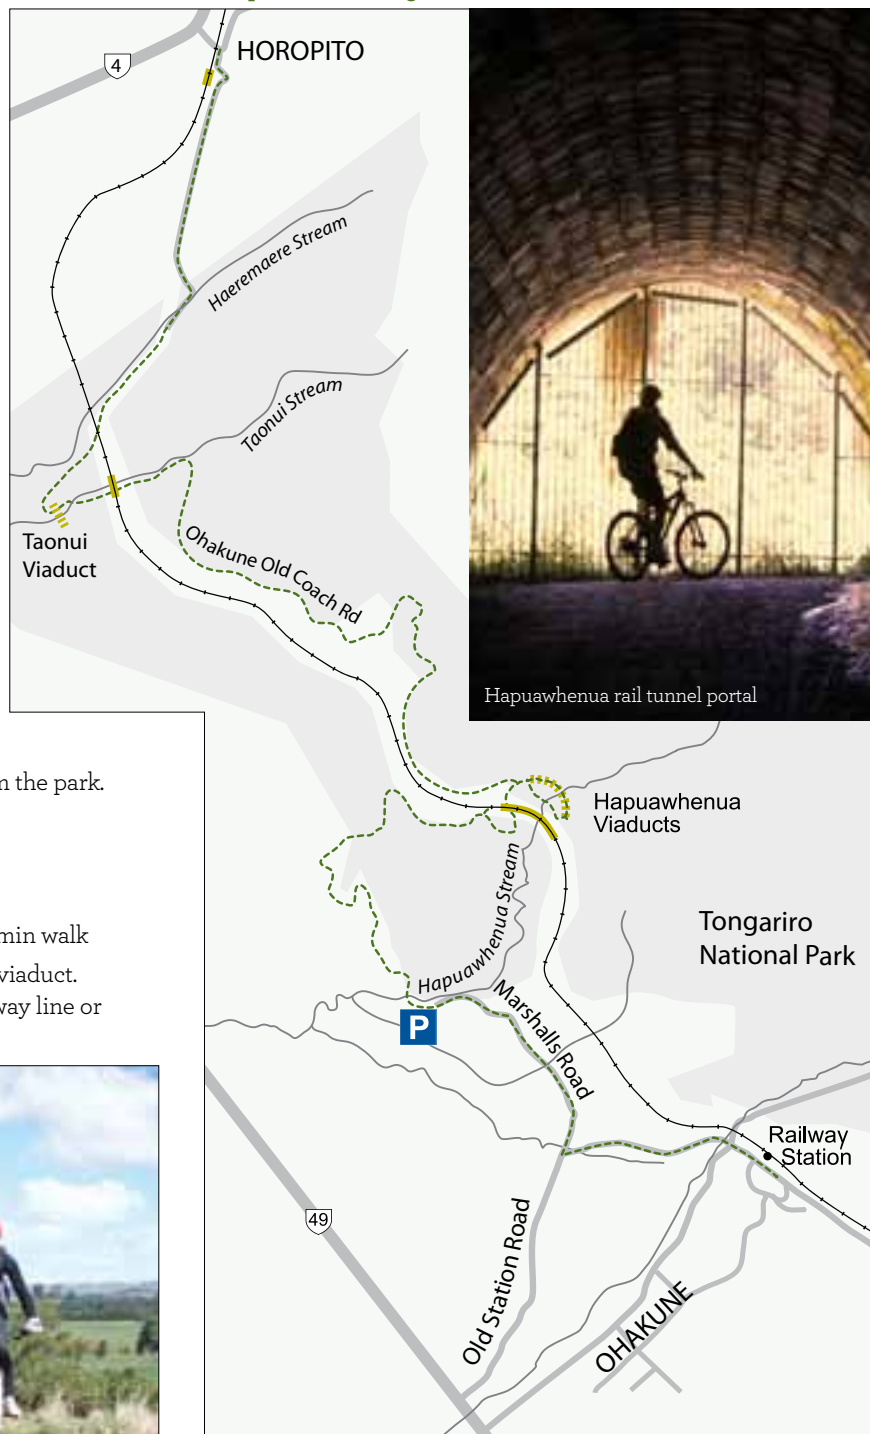 4
HOROPITO
Haeremaere Stream
Taonui Stream
Taonui
Viaduct
Ohakune Old Coach Rd
Hapuawhenua rail tunnel portal
the park.
min walk
viaduct.
way line or
Hapuawhenua
Viaducts
Hapuawhenua Stream
Tongariro
National Park
P
Marshalls Road
Railway
Station
49
Old Station Road
OHAKUNE